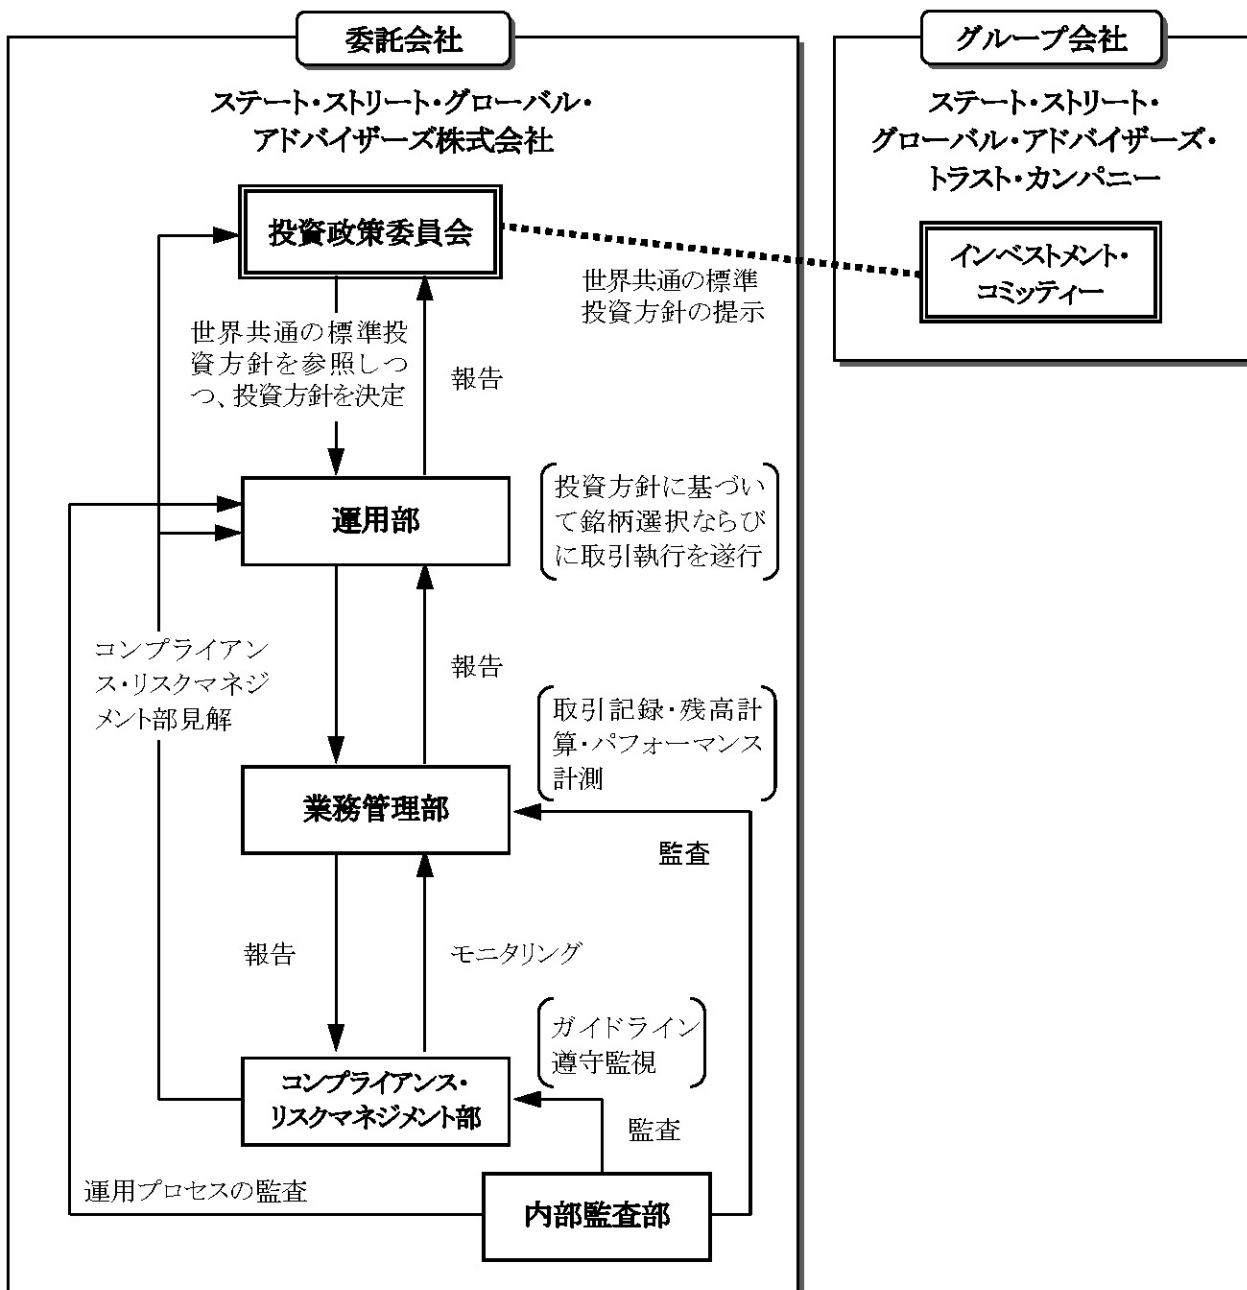 委託会社
ステート・ストリート・グローバル・
アドバイザーズ株式会社
投資政策委員会
世界共通の標準投
資方針を参照しつ
つ、投資方針を決定
報告
世界共通の標準
投資方針の提示
運用部
投資方針に基づい
て銘柄選択ならび
に取引執行を遂行
コンプライアン
ス・リスクマネジ
メント部見解
報告
取引記録・残高計
算・パフォーマンス
計測
業務管理部
監査
報告
モニタリング
ガイドライン
遵守監視
コンプライアンス・
リスクマネジメント部
監査
運用プロセスの監査
内部監査部
グループ会社
ステート・ストリート・
グローバル・アドバイザーズ・
トラスト・カンパニー
インベストメント・
コミッティー